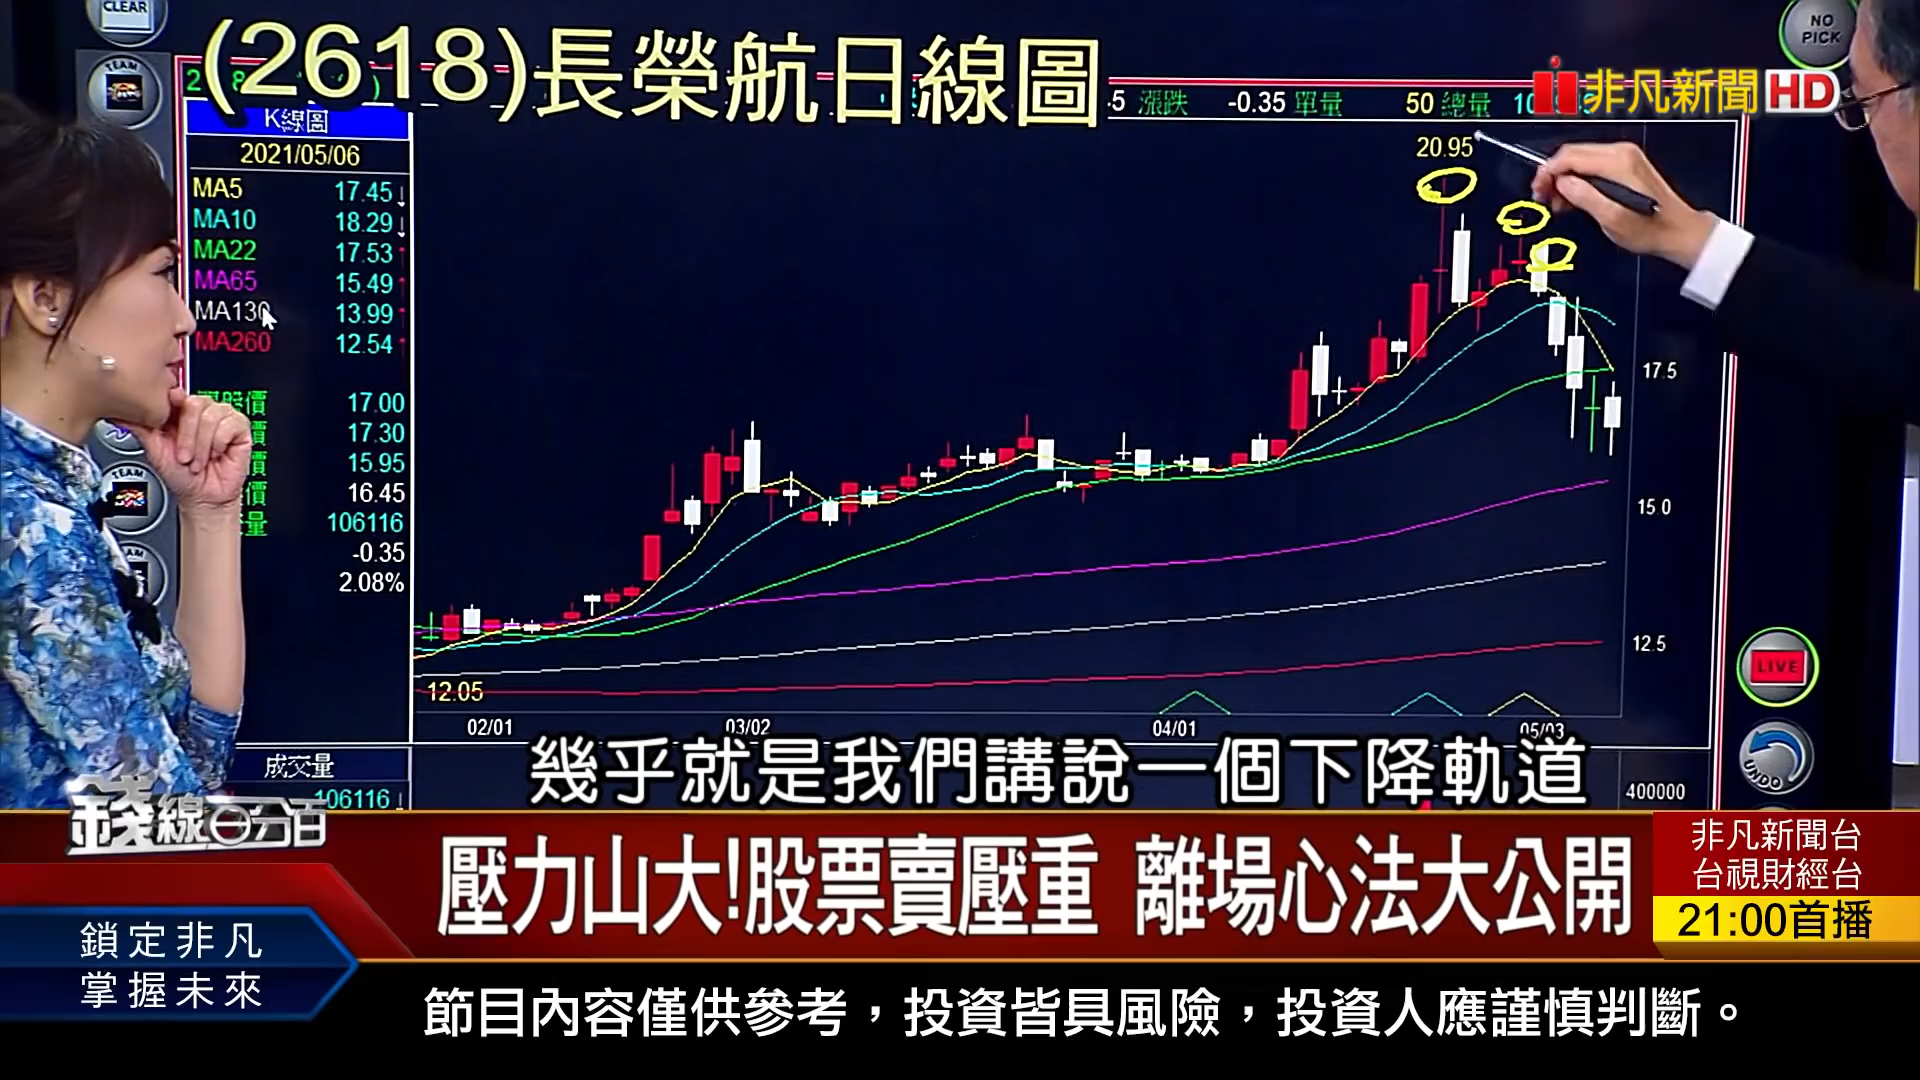 CLEAR
(2618)長榮航日線圖
漲跌 -0.35 單量 50 總量
非凡新聞 HD
NO PICK
TEAM
K線圖
2021/05/06
MA5 17.45↓
MA10 18.29↓
MA22 17.53↑
MA65 15.49↑
MA130 13.99↑
MA260 12.54↑
17.00
價 17.30
價 15.95
價 16.45
量 106116
-0.35
2.08%
20.95
17.5
15.0
12.5
12.05
02/01 03/02 04/01 05/03
TEAM
LIVE
UNDO
成交量
106116↓
400000
幾乎就是我們講說一個下降軌道
錢線百分百
壓力山大!股票賣壓重 離場心法大公開
非凡新聞台
台視財經台
21:00首播
鎖定非凡
掌握未來
節目內容僅供參考，投資皆具風險，投資人應謹慎判斷。